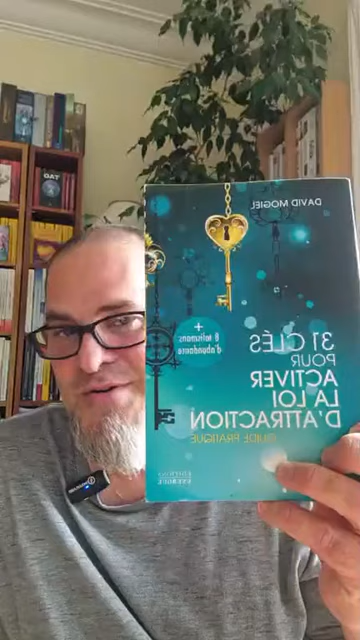 DAVID MOGIEL
+
8 talismans
d'abondance
31 CLÉS
POUR
ACTIVER
LA LOI
D'ATTRACTION
GUIDE PRATIQUE